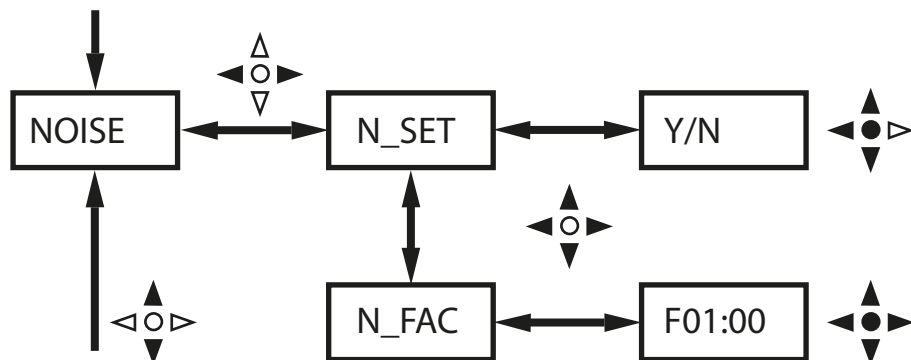 NOISE
N_SET
Y/N
N_FAC
F01:00